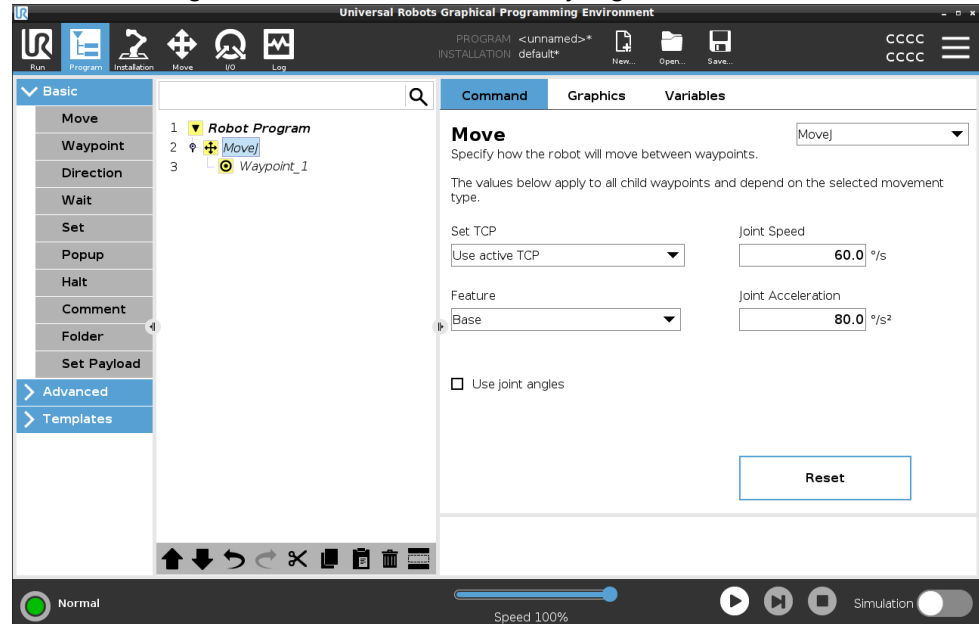 Universal Robots Graphical Programming Environment
PROGRAM <unnamed>*
INSTALLATION default*
Run Program Installation Move I/O Log New... Open... Save...
CCCC
CCCC
Basic
Move
Waypoint
Direction
Wait
Set
Popup
Halt
Comment
Folder
Set Payload
Advanced
Templates
1 Robot Program
2 MoveJ
3 Waypoint_1
Command Graphics Variables
Move MoveJ
Specify how the robot will move between waypoints.
The values below apply to all child waypoints and depend on the selected movement
type.
Set TCP Joint Speed
Use active TCP 60.0 °/s
Feature Joint Acceleration
Base 80.0 °/s²
Use joint angles
Reset
Normal
Speed 100%
Simulation